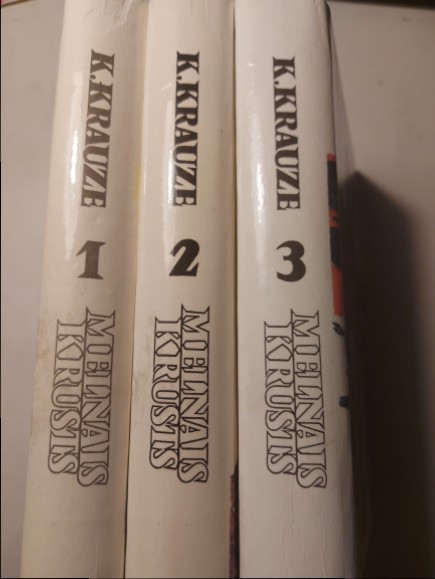 K. KRAUZE
1
MELNAIS
KRUSTS
K. KRAUZE
2
MELNAIS
KRUSTS
K. KRAUZE
3
MELNAIS
KRUSTS